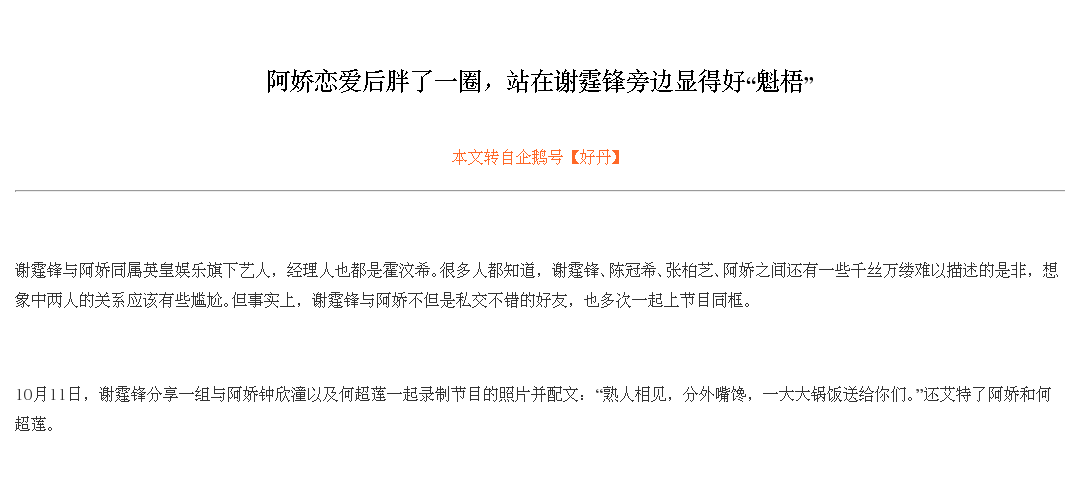 阿娇恋爱后胖了一圈，站在谢霆锋旁边显得好“魁梧”
本文转自企鹅号【好丹】
谢霆锋与阿娇同属英皇娱乐旗下艺人，经理人也都是霍汶希。很多人都知道，谢霆锋、陈冠希、张柏芝、阿娇之间还有一些千丝万缕难以描述的是非，想
象中两人的关系应该有些尴尬。但事实上，谢霆锋与阿娇不但是私交不错的好友，也多次一起上节目同框。
10月11日，谢霆锋分享一组与阿娇钟欣潼以及何超莲一起录制节目的照片并配文：“熟人相见，分外嘴馋，一大大锅饭送给你们。”还艾特了阿娇和何
超莲。